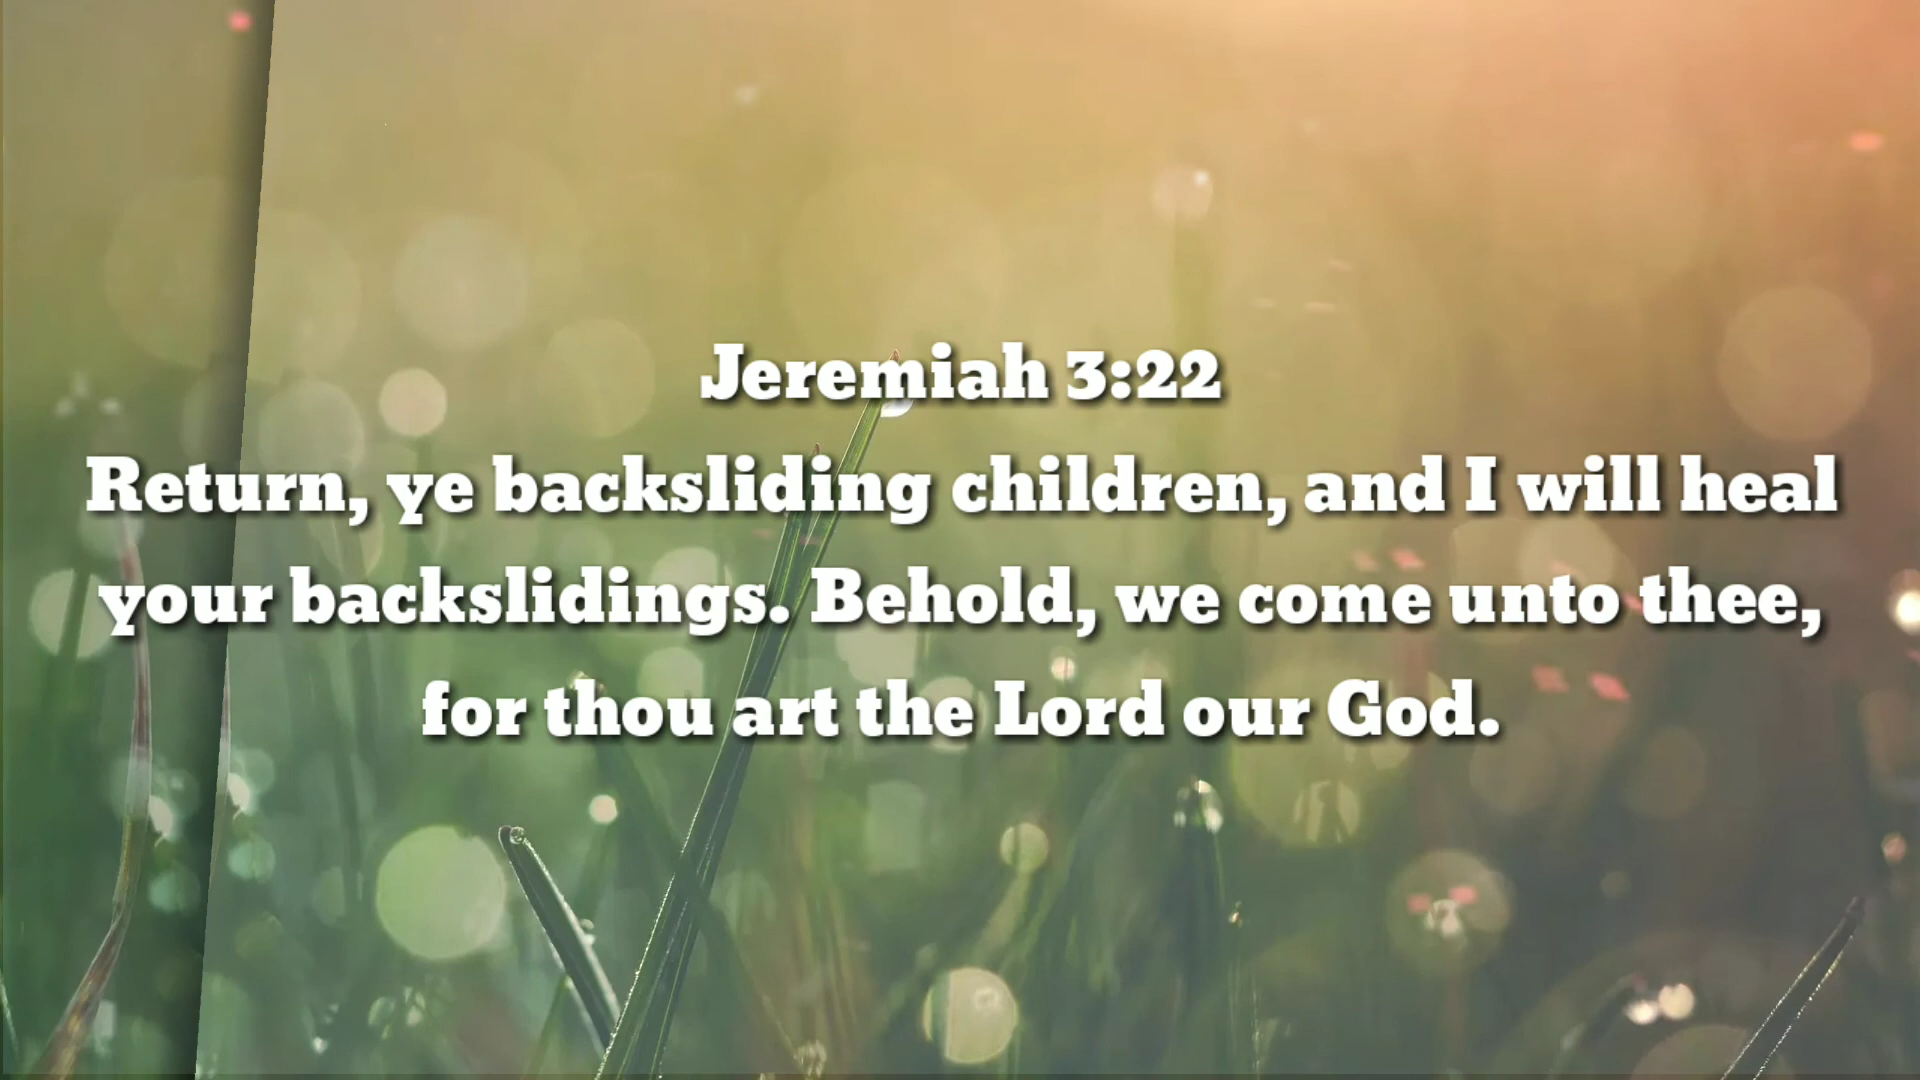 Jeremiah 3:22
Return, ye backsliding children, and I will heal
your backslidings. Behold, we come unto thee,
for thou art the Lord our God.